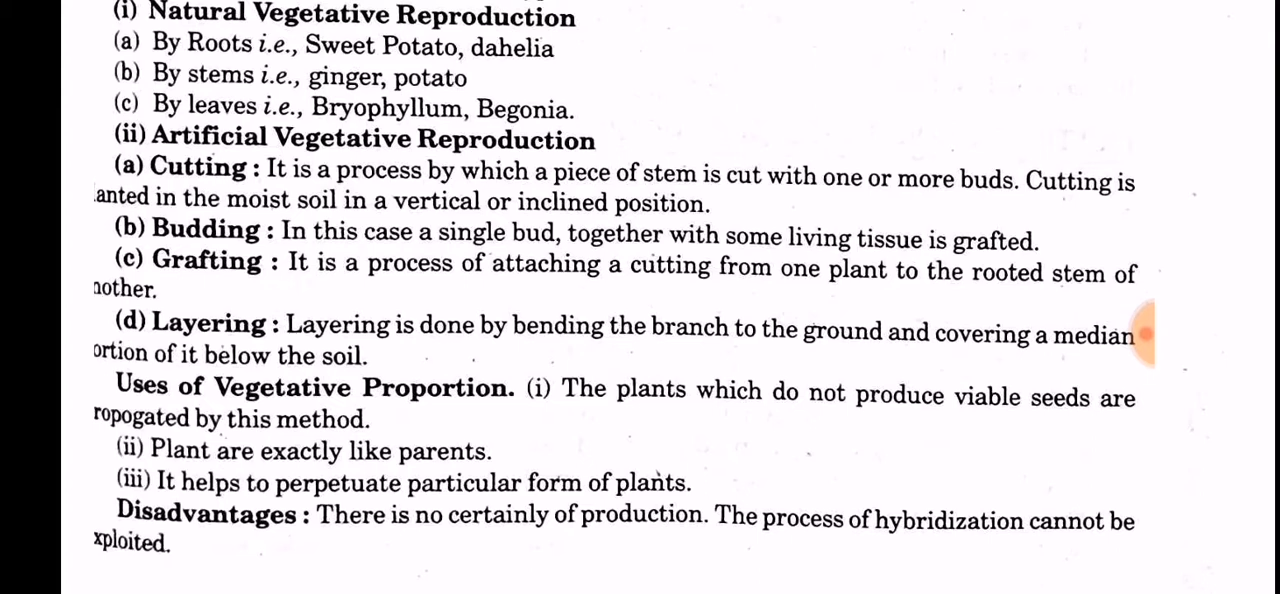 (i) Natural Vegetative Reproduction
(a) By Roots i.e., Sweet Potato, dahelia
(b) By stems i.e., ginger, potato
(c) By leaves i.e., Bryophyllum, Begonia.
(ii) Artificial Vegetative Reproduction
(a) Cutting : It is a process by which a piece of stem is cut with one or more buds. Cutting is
anted in the moist soil in a vertical or inclined position.
(b) Budding : In this case a single bud, together with some living tissue is grafted.
(c) Grafting : It is a process of attaching a cutting from one plant to the rooted stem of
nother.
(d) Layering : Layering is done by bending the branch to the ground and covering a median
ortion of it below the soil.
Uses of Vegetative Proportion. (i) The plants which do not produce viable seeds are
ropogated by this method.
(ii) Plant are exactly like parents.
(iii) It helps to perpetuate particular form of plants.
Disadvantages : There is no certainly of production. The process of hybridization cannot be
xploited.